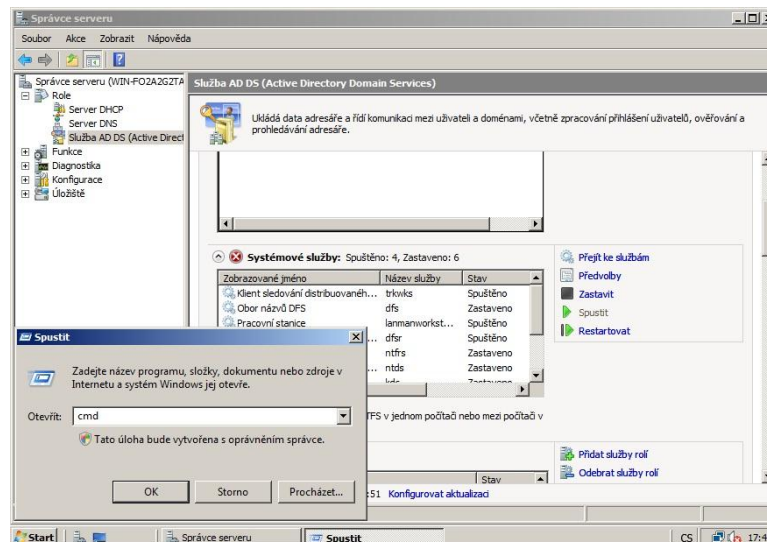 Správce serveru
Soubor Akce Zobrazit Nápověda
Správce serveru (WIN-FO2A2G2TA
Role
Server DHCP
Server DNS
Služba AD DS (Active Direct
Funkce
Diagnostika
Konfigurace
Úložiště
Služba AD DS (Active Directory Domain Services)
Ukládá data adresáře a řídí komunikaci mezi uživateli a doménami, včetně zpracování přihlášení uživatelů, ověřování a
prohledávání adresáře.
Systémové služby: Spuštěno: 4, Zastaveno: 6
Zobrazované jméno Název služby Stav
Klient sledování distribuovanéh... trkwks Spuštěno
Obor názvů DFS dfs Zastaveno
Pracovní stanice lanmanworkst... Spuštěno
... dfsr Spuštěno
ntfrs Zastaveno
... ntds Zastaveno
kdc Zastaveno
Přejít ke službám
Předvolby
Zastavit
Spustit
Restartovat
TFS v jednom počítači nebo mezi počítači v
Přidat služby rolí
Odebrat služby rolí
Stav
:51 Konfigurovat aktualizaci
Spustit
Zadejte název programu, složky, dokumentu nebo zdroje v
Internetu a systém Windows jej otevře.
Otevřít: cmd
Tato úloha bude vytvořena s oprávněním správce.
OK Storno Procházet...
Start Správce serveru Spustit CS 17:4